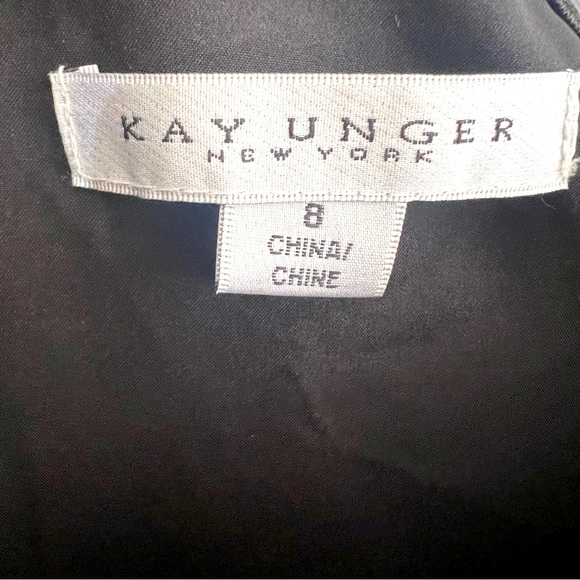 KAY UNGER
NEW YORK
8
CHINA/
CHINE